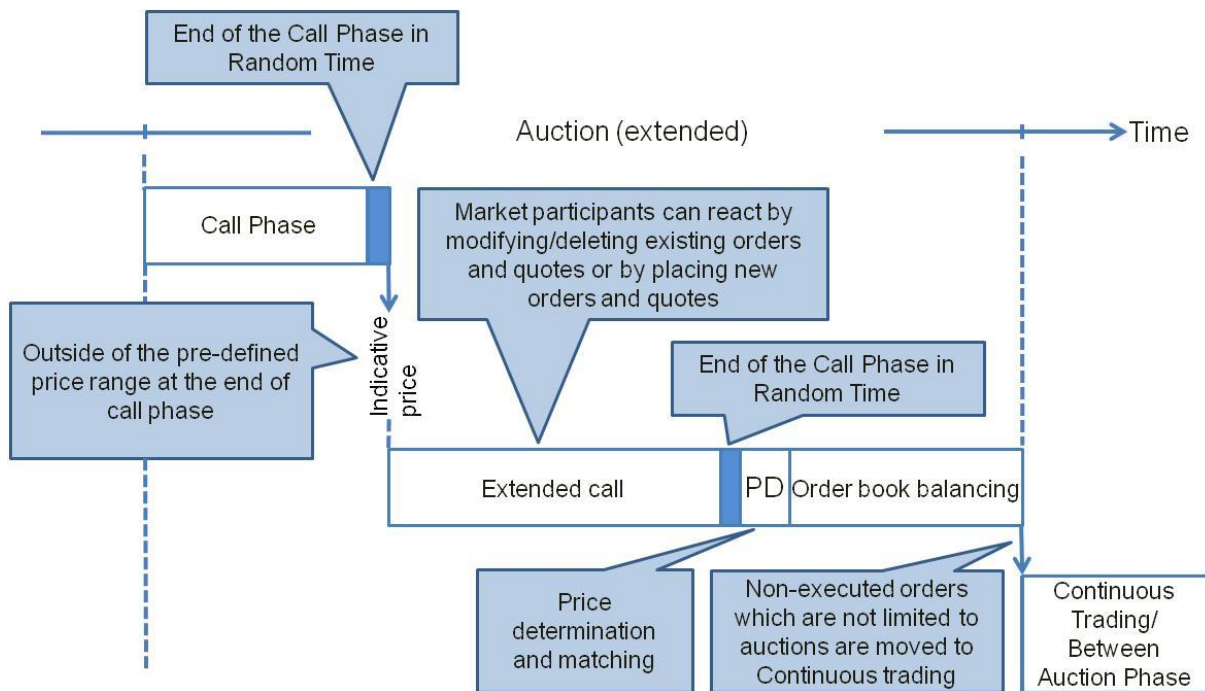 End of the Call Phase in
Random Time
Auction (extended)
Time
Call Phase
Market participants can react by
modifying/deleting existing orders
and quotes or by placing new
orders and quotes
Outside of the pre-defined
price range at the end of
call phase
Indicative
price
End of the Call Phase in
Random Time
Extended call
PD
Order book balancing
Price
determination
and matching
Non-executed orders
which are not limited to
auctions are moved to
Continuous trading
Continuous
Trading/
Between
Auction Phase